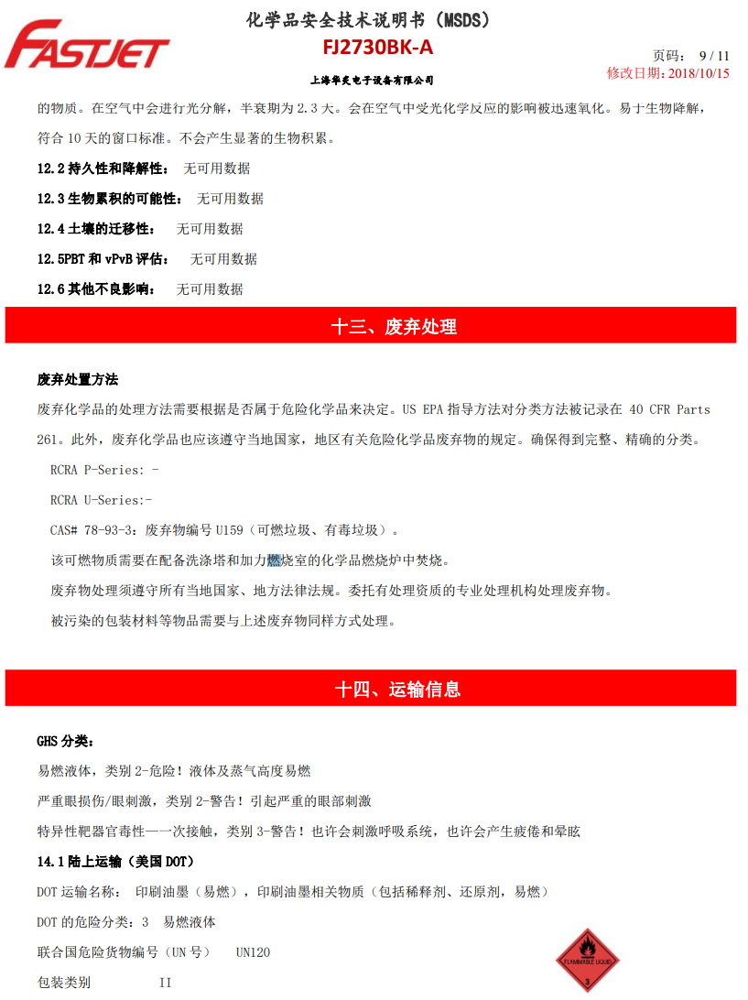 FASTJET
化学品安全技术说明书（MSDS）
FJ2730BK-A
上海华炙电子设备有限公司
页码： 9 / 11
修改日期：2018/10/15
的物质。在空气中会进行光分解，半衰期为 2.3 天。会在空气中受光化学反应的影响被迅速氧化。易于生物降解，
符合 10 天的窗口标准。不会产生显著的生物积累。
12.2 持久性和降解性： 无可用数据
12.3 生物累积的可能性： 无可用数据
12.4 土壤的迁移性： 无可用数据
12.5PBT 和 vPvB 评估： 无可用数据
12.6 其他不良影响： 无可用数据
十三、废弃处理
废弃处置方法
废弃化学品的处理方法需要根据是否属于危险化学品来决定。US EPA 指导方法对分类方法被记录在 40 CFR Parts
261。此外，废弃化学品也应该遵守当地国家，地区有关危险化学品废弃物的规定。确保得到完整、精确的分类。
RCRA P-Series: -
RCRA U-Series:-
CAS# 78-93-3：废弃物编号 U159（可燃垃圾、有毒垃圾）。
该可燃物质需要在配备洗涤塔和加力燃烧室的化学品燃烧炉中焚烧。
废弃物处理须遵守所有当地国家、地方法律法规。委托有处理资质的专业处理机构处理废弃物。
被污染的包装材料等物品需要与上述废弃物同样方式处理。
十四、运输信息
GHS 分类：
易燃液体，类别 2-危险！液体及蒸气高度易燃
严重眼损伤/眼刺激，类别 2-警告！引起严重的眼部刺激
特异性靶器官毒性—一次接触，类别 3-警告！也许会刺激呼吸系统，也许会产生疲倦和晕眩
14.1 陆上运输（美国 DOT）
DOT 运输名称： 印刷油墨（易燃），印刷油墨相关物质（包括稀释剂、还原剂，易燃）
DOT 的危险分类：3 易燃液体
联合国危险货物编号（UN 号） UN120
包装类别 II
FLAMMABLE LIQUID
3